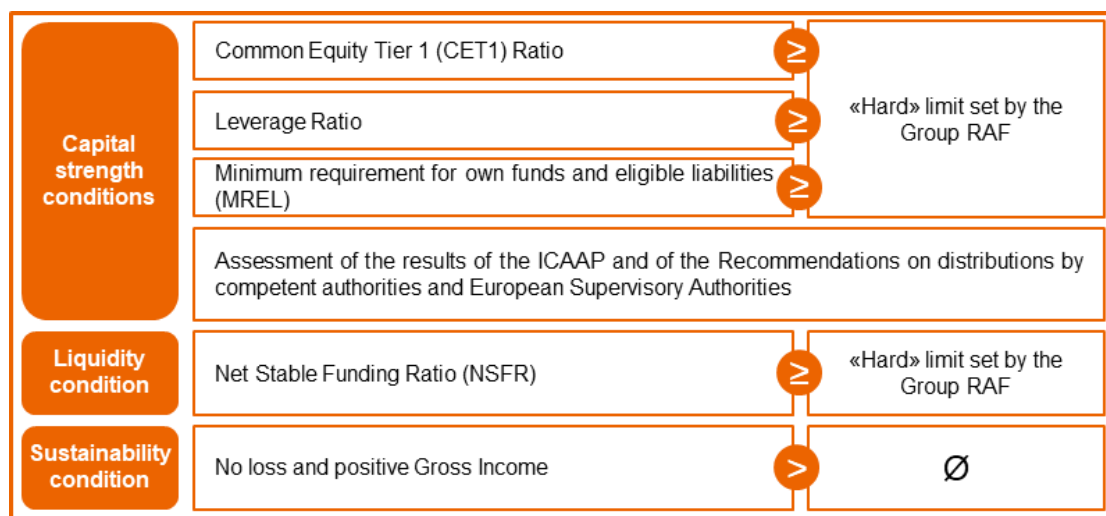 Capital
strength
conditions
Common Equity Tier 1 (CET1) Ratio
≥
Leverage Ratio
≥
Minimum requirement for own funds and eligible liabilities
(MREL)
≥
«Hard» limit set by the
Group RAF
Assessment of the results of the ICAAP and of the Recommendations on distributions by
competent authorities and European Supervisory Authorities
Liquidity
condition
Net Stable Funding Ratio (NSFR)
≥
«Hard» limit set by the
Group RAF
Sustainability
condition
No loss and positive Gross Income
>
Ø